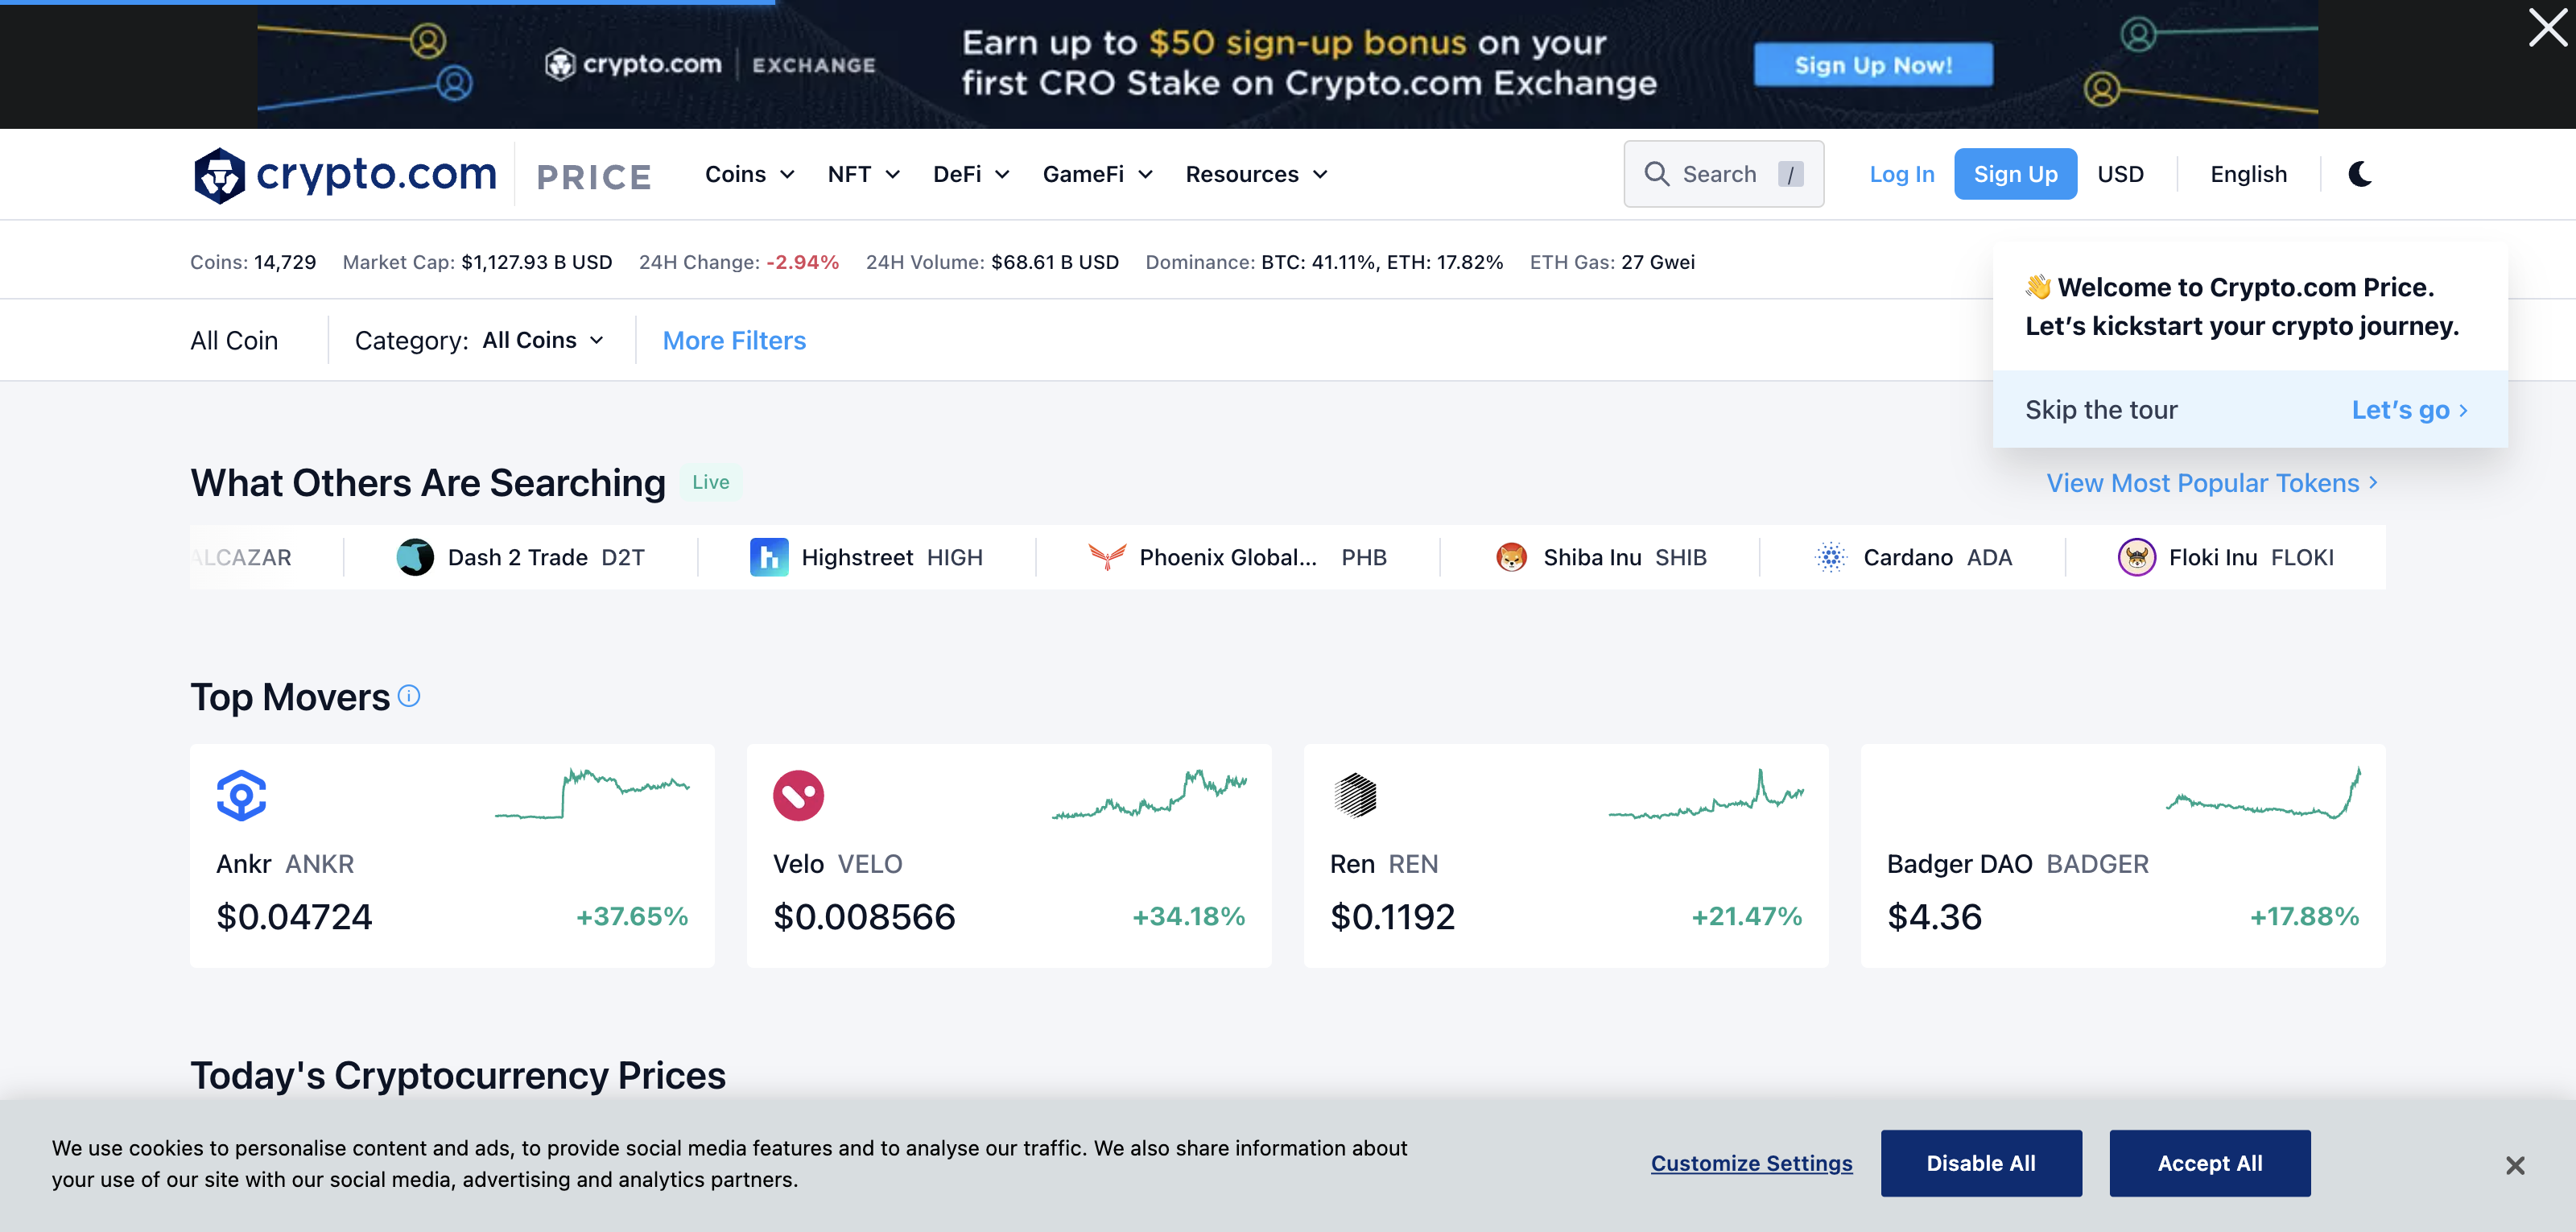 crypto.com | EXCHANGE
Earn up to $50 sign-up bonus on your
first CRO Stake on Crypto.com Exchange
Sign Up Now!
crypto.com PRICE Coins NFT DeFi GameFi Resources Search / Log In Sign Up USD English
Coins: 14,729 Market Cap: $1,127.93 B USD 24H Change: -2.94% 24H Volume: $68.61 B USD Dominance: BTC: 41.11%, ETH: 17.82% ETH Gas: 27 Gwei
👋 Welcome to Crypto.com Price.
Let’s kickstart your crypto journey.
Skip the tour Let’s go ›
All Coin Category: All Coins More Filters
What Others Are Searching Live View Most Popular Tokens ›
ALCAZAR Dash 2 Trade D2T Highstreet HIGH Phoenix Global... PHB Shiba Inu SHIB Cardano ADA Floki Inu FLOKI
Top Movers
Ankr ANKR
$0.04724 +37.65%
Velo VELO
$0.008566 +34.18%
Ren REN
$0.1192 +21.47%
Badger DAO BADGER
$4.36 +17.88%
Today's Cryptocurrency Prices
We use cookies to personalise content and ads, to provide social media features and to analyse our traffic. We also share information about
your use of our site with our social media, advertising and analytics partners.
Customize Settings Disable All Accept All